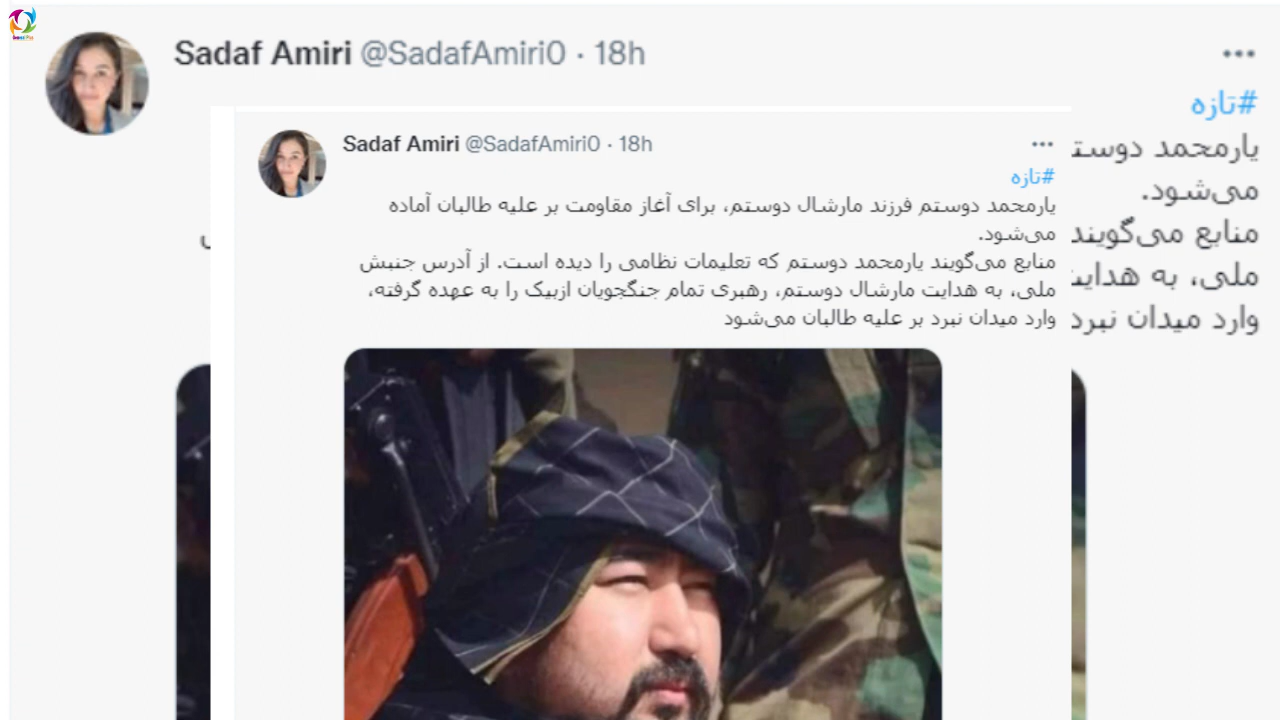 Sadaf Amiri @SadafAmiri0 · 18h
#تازه
یارمحمد دوستم
می‌شود.
منابع می‌گویند
ملی، به هدایت
وارد میدان نبرد
Sadaf Amiri @SadafAmiri0 · 18h
#تازه
یارمحمد دوستم فرزند مارشال دوستم، برای آغاز مقاومت بر علیه طالبان آماده
می‌شود.
منابع می‌گویند یارمحمد دوستم که تعلیمات نظامی را دیده است. از آدرس جنبش
ملی، به هدایت مارشال دوستم، رهبری تمام جنگجویان ازبیک را به عهده گرفته،
وارد میدان نبرد بر علیه طالبان می‌شود